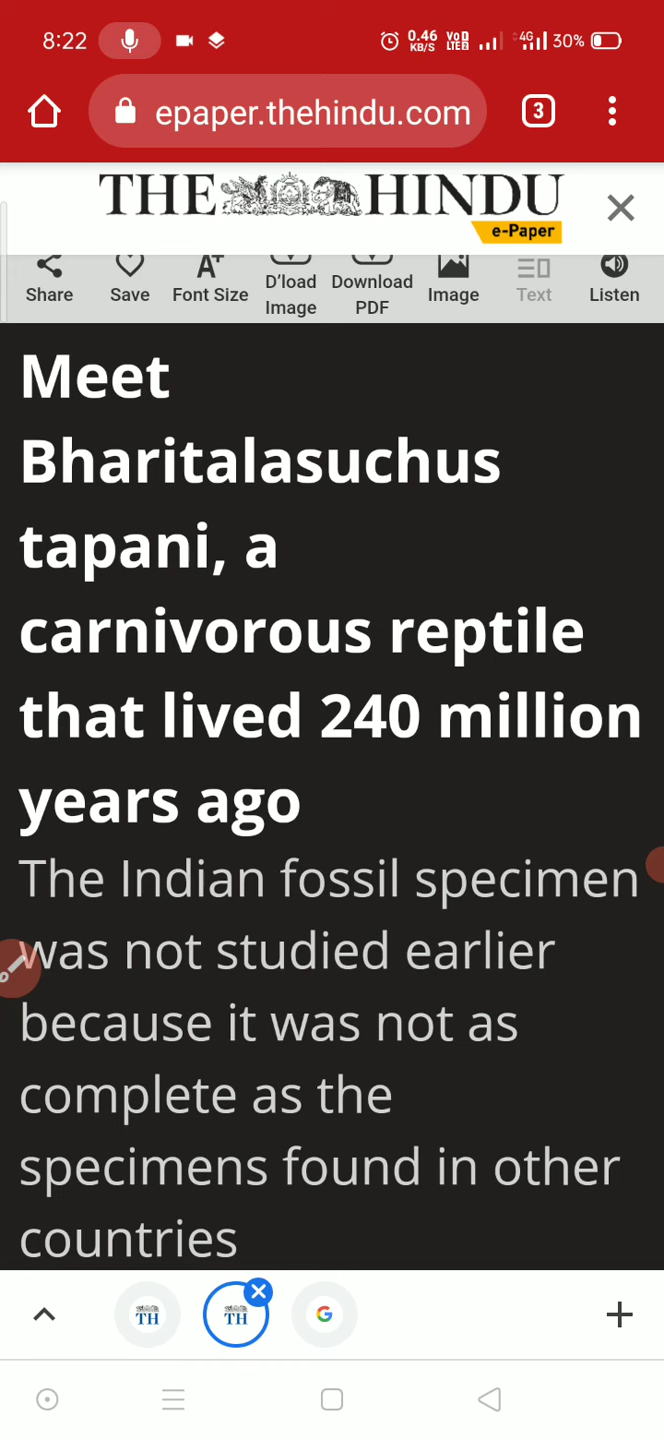 8:22 0.46 KB/S VoD LTE2 4G 30%
epaper.thehindu.com 3
THE HINDU
e-Paper
Share Save A+ Font Size D'load Image Download PDF Image Text Listen
Meet
Bharitalasuchus
tapani, a
carnivorous reptile
that lived 240 million
years ago
The Indian fossil specimen
was not studied earlier
because it was not as
complete as the
specimens found in other
countries
TH TH G